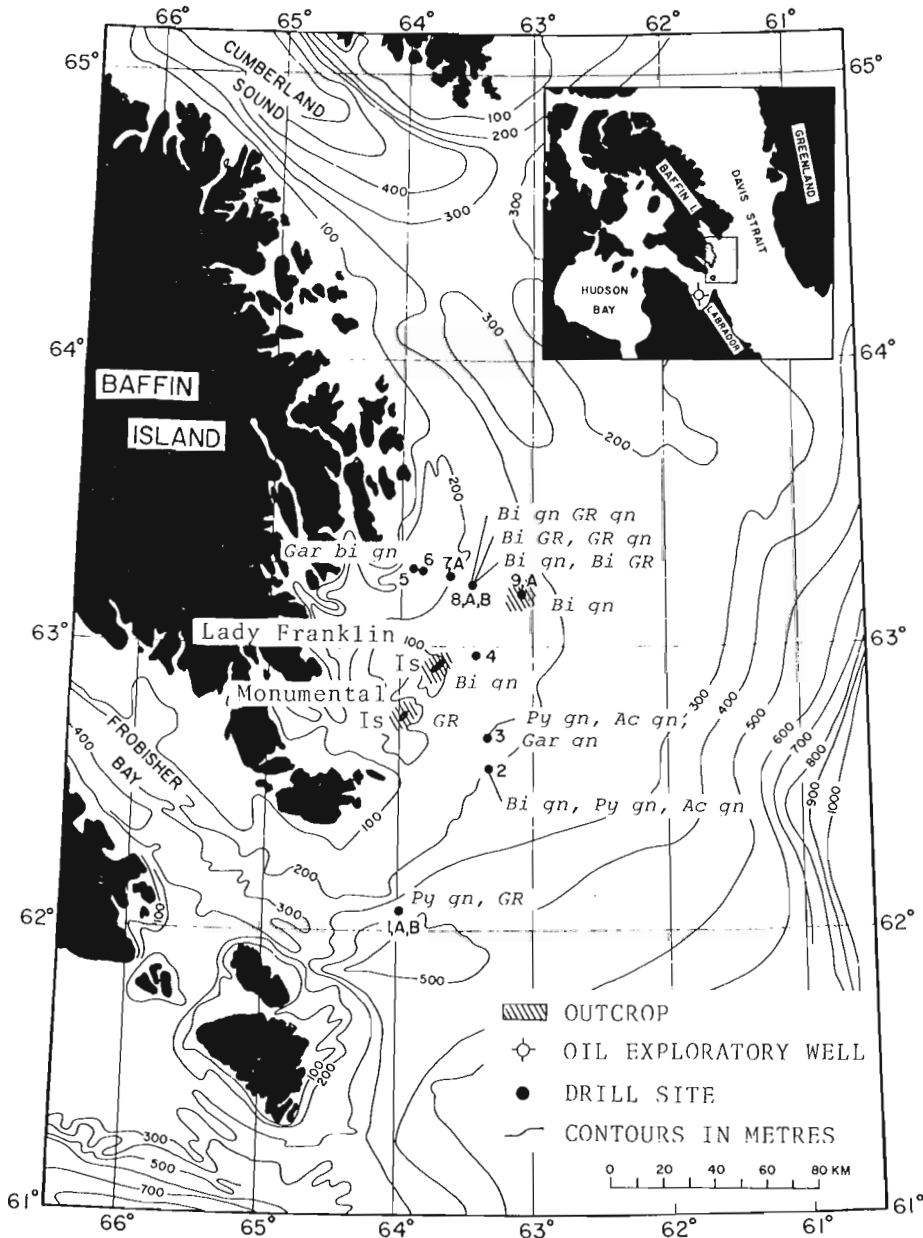 66° 65° 64° 63° 62° 61°
65° 65°
CUMBERLAND
SOUND
100
200
400
300
100
300
GREENLAND
BAFFIN I.
DAVIS STRAIT
HUDSON
BAY
LABRADOR
64° 64°
300
200
BAFFIN
ISLAND
200
Bi gn GR gn
Bi GR, GR gn
Bi gn, Bi GR
Gar bi gn
5 6 7A 8,A,B 9,A
Bi gn
63° 63°
Lady Franklin
Is
100
4
Bi gn
Monumental
Is
GR
3
Py gn, Ac gn,
Gar gn
2
Bi gn, Py gn, Ac gn
300
400
500
600
700
800
900
1000
FROBISHER
BAY
400
100
200
300
100
Py gn, GR
1A,B
62° 62°
500
100
200
300
500
700
OUTCROP
OIL EXPLORATORY WELL
DRILL SITE
CONTOURS IN METRES
0 20 40 60 80 KM
61° 61°
66° 65° 64° 63° 62° 61°